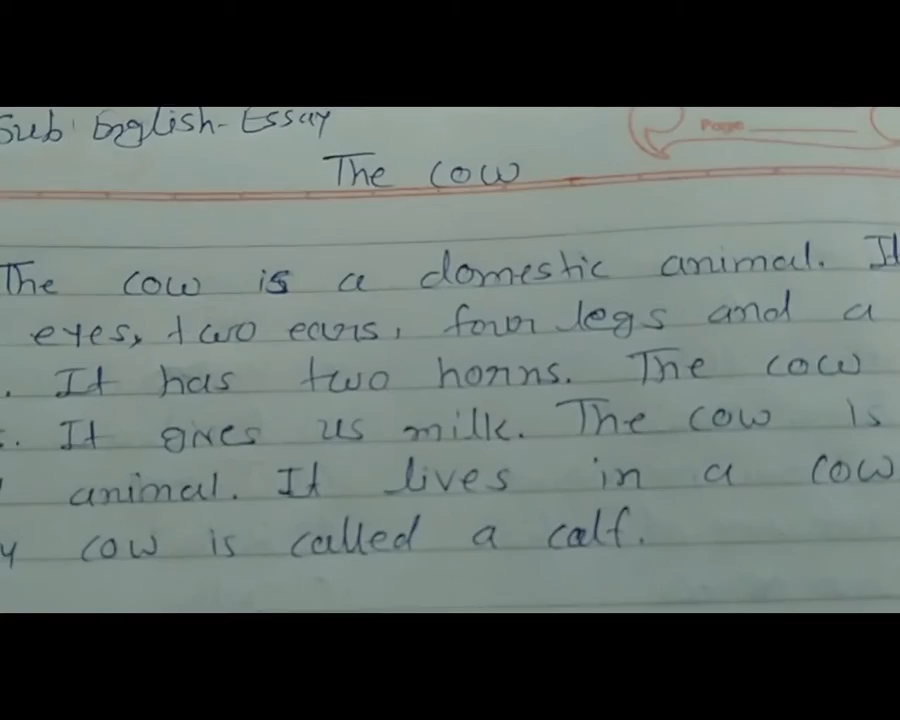 Sub English-Essay
Page
The Cow
The cow is a domestic animal. It
eyes, two ears, four legs and a
. It has two horns. The cow
. It gives us milk. The cow is
animal. It lives in a cow
y cow is called a calf.